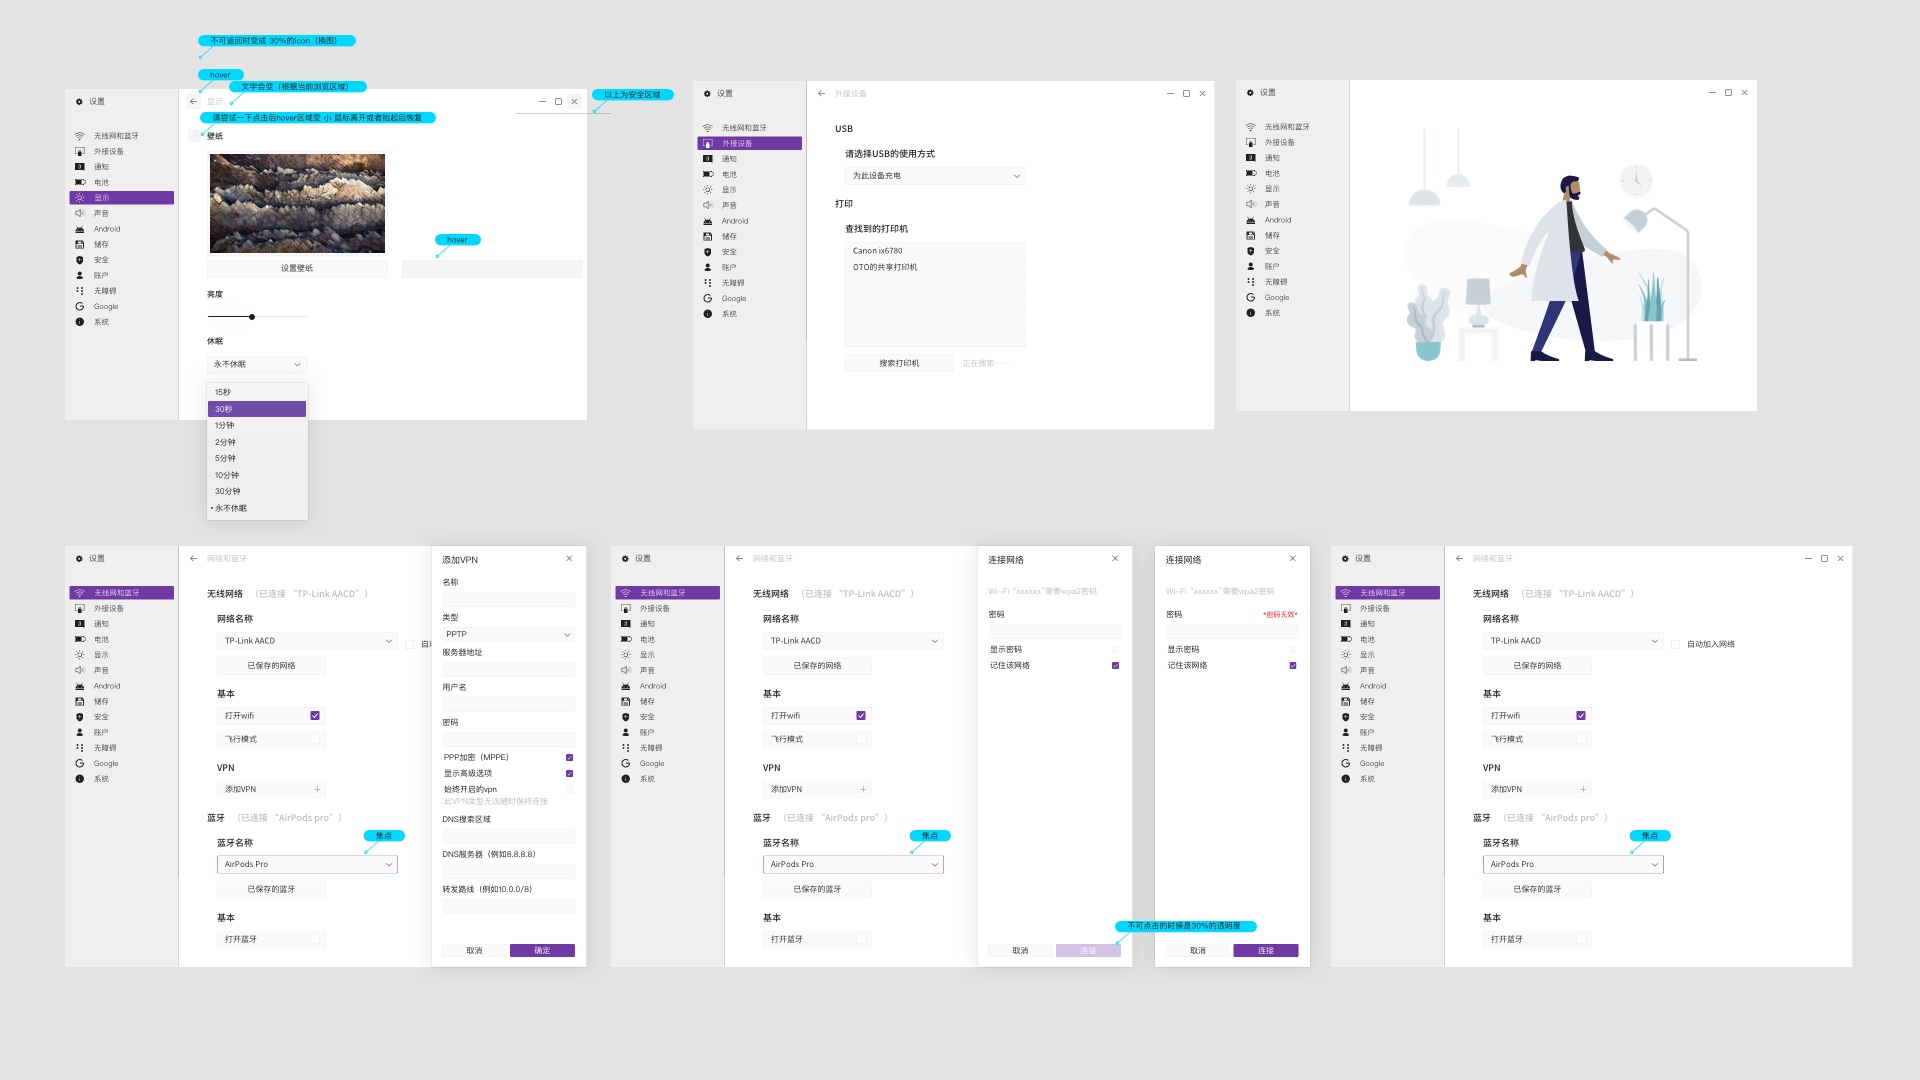 不可返回时变成 30%的icon（换图）
hover
文字会变（根据当前浏览区域）
以上为安全区域
设置
显示
请尝试一下点击后hover区域变 小 鼠标离开或者抬起后恢复
无线网和蓝牙
外接设备
通知
电池
显示
声音
Android
储存
安全
账户
无障碍
Google
系统
壁纸
hover
设置壁纸
亮度
休眠
永不休眠
15秒
30秒
1分钟
2分钟
5分钟
10分钟
30分钟
• 永不休眠
设置
外接设备
无线网和蓝牙
外接设备
通知
电池
显示
声音
Android
储存
安全
账户
无障碍
Google
系统
USB
请选择USB的使用方式
为此设备充电
打印
查找到的打印机
Canon ix6780
OTO的共享打印机
搜索打印机
正在搜索······
设置
无线网和蓝牙
外接设备
通知
电池
显示
声音
Android
储存
安全
账户
无障碍
Google
系统
设置
网络和蓝牙
无线网和蓝牙
外接设备
通知
电池
显示
声音
Android
储存
安全
账户
无障碍
Google
系统
无线网络 （已连接 “TP-Link AACD”）
网络名称
TP-Link AACD
自动
已保存的网络
基本
打开wifi
飞行模式
VPN
添加VPN
蓝牙 （已连接 “AirPods pro”）
焦点
蓝牙名称
AirPods Pro
已保存的蓝牙
基本
打开蓝牙
添加VPN
名称
类型
PPTP
服务器地址
用户名
密码
PPP加密（MPPE）
显示高级选项
始终开启的vpn
此VPN类型无法随时保持连接
DNS搜索区域
DNS服务器（例如8.8.8.8）
转发路线（例如10.0.0/8）
取消
确定
设置
网络和蓝牙
无线网和蓝牙
外接设备
通知
电池
显示
声音
Android
储存
安全
账户
无障碍
Google
系统
无线网络 （已连接 “TP-Link AACD”）
网络名称
TP-Link AACD
已保存的网络
基本
打开wifi
飞行模式
VPN
添加VPN
蓝牙 （已连接 “AirPods pro”）
焦点
蓝牙名称
AirPods Pro
已保存的蓝牙
基本
打开蓝牙
连接网络
Wi-Fi “xxxxxx”需要wpa2密码
密码
显示密码
记住该网络
不可点击的时候是30%的透明度
取消
连接
连接网络
Wi-Fi “xxxxxx”需要wpa2密码
密码
*密码无效*
显示密码
记住该网络
取消
连接
设置
网络和蓝牙
无线网和蓝牙
外接设备
通知
电池
显示
声音
Android
储存
安全
账户
无障碍
Google
系统
无线网络 （已连接 “TP-Link AACD”）
网络名称
TP-Link AACD
自动加入网络
已保存的网络
基本
打开wifi
飞行模式
VPN
添加VPN
蓝牙 （已连接 “AirPods pro”）
焦点
蓝牙名称
AirPods Pro
已保存的蓝牙
基本
打开蓝牙